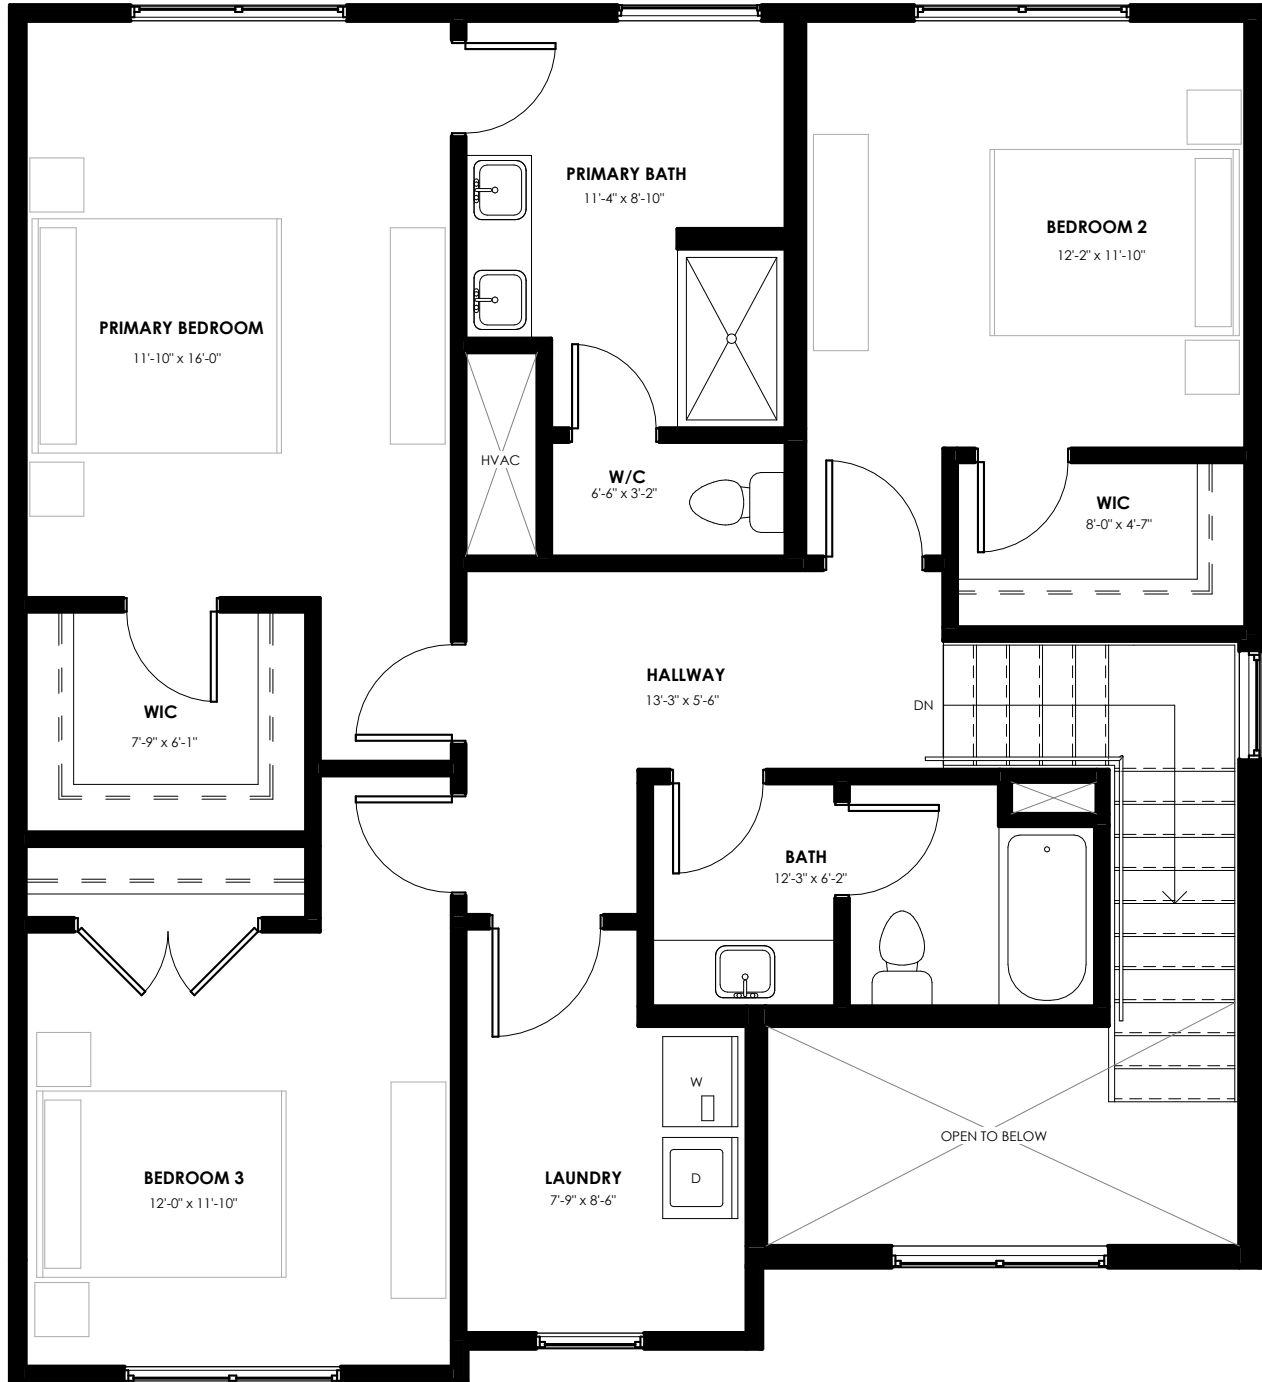 PRIMARY BATH
11'-4" x 8'-10"
BEDROOM 2
12'-2" x 11'-10"
PRIMARY BEDROOM
11'-10" x 16'-0"
HVAC
W/C
6'-6" x 3'-2"
WIC
8'-0" x 4'-7"
HALLWAY
13'-3" x 5'-6"
DN
WIC
7'-9" x 6'-1"
BATH
12'-3" x 6'-2"
W
OPEN TO BELOW
D
BEDROOM 3
12'-0" x 11'-10"
LAUNDRY
7'-9" x 8'-6"